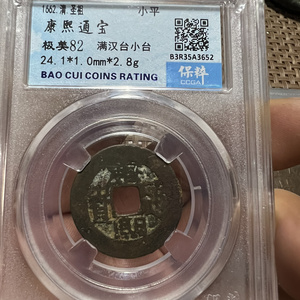 1662.清.圣祖 小平
康熙通宝
极美82 满汉台小台 B3R35A3652
24.1*1.0mm*2.8g 保粹
BAO CUI COINS RATING CCGA